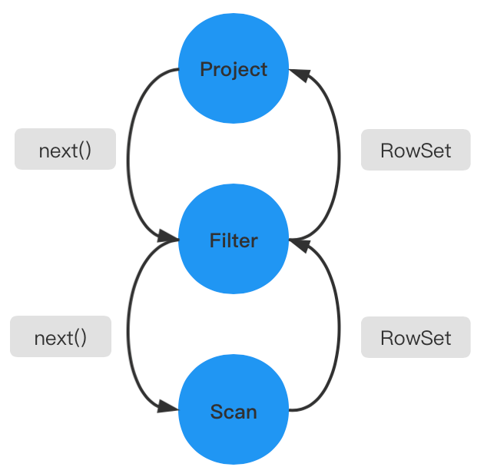 Project
next()
RowSet
Filter
next()
RowSet
Scan